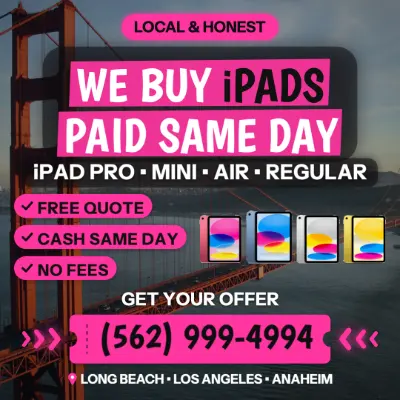 LOCAL & HONEST
WE BUY iPADS
PAID SAME DAY
iPAD PRO ▪ MINI ▪ AIR ▪ REGULAR
✓ FREE QUOTE
✓ CASH SAME DAY
✓ NO FEES
GET YOUR OFFER
(562) 999-4994
LONG BEACH ▪ LOS ANGELES ▪ ANAHEIM